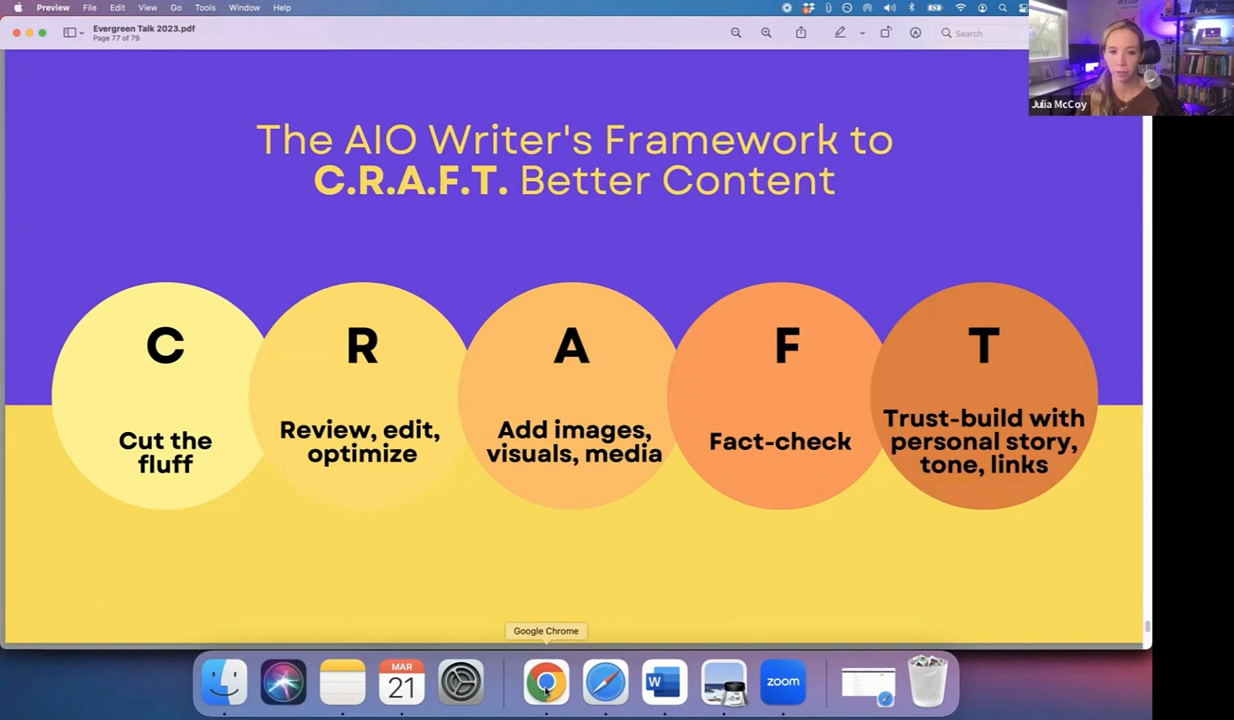 Preview File Edit View Go Tools Window Help
Evergreen Talk 2023.pdf
Page 77 of 79
Search
Julia McCoy
The AIO Writer's Framework to
C.R.A.F.T. Better Content
C
Cut the
fluff
R
Review, edit,
optimize
A
Add images,
visuals, media
F
Fact-check
T
Trust-build with
personal story,
tone, links
Google Chrome
MAR
21
W
zoom